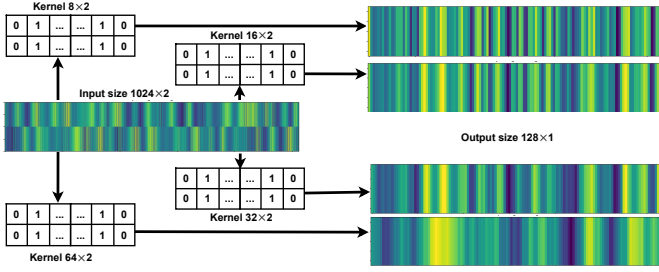 Kernel 8×2
0 1 ... ... 1 0
0 1 ... ... 1 0
Kernel 16×2
0 1 ... ... 1 0
0 1 ... ... 1 0
Input size 1024×2
Output size 128×1
0 1 ... ... 1 0
0 1 ... ... 1 0
Kernel 32×2
0 1 ... ... 1 0
0 1 ... ... 1 0
Kernel 64×2